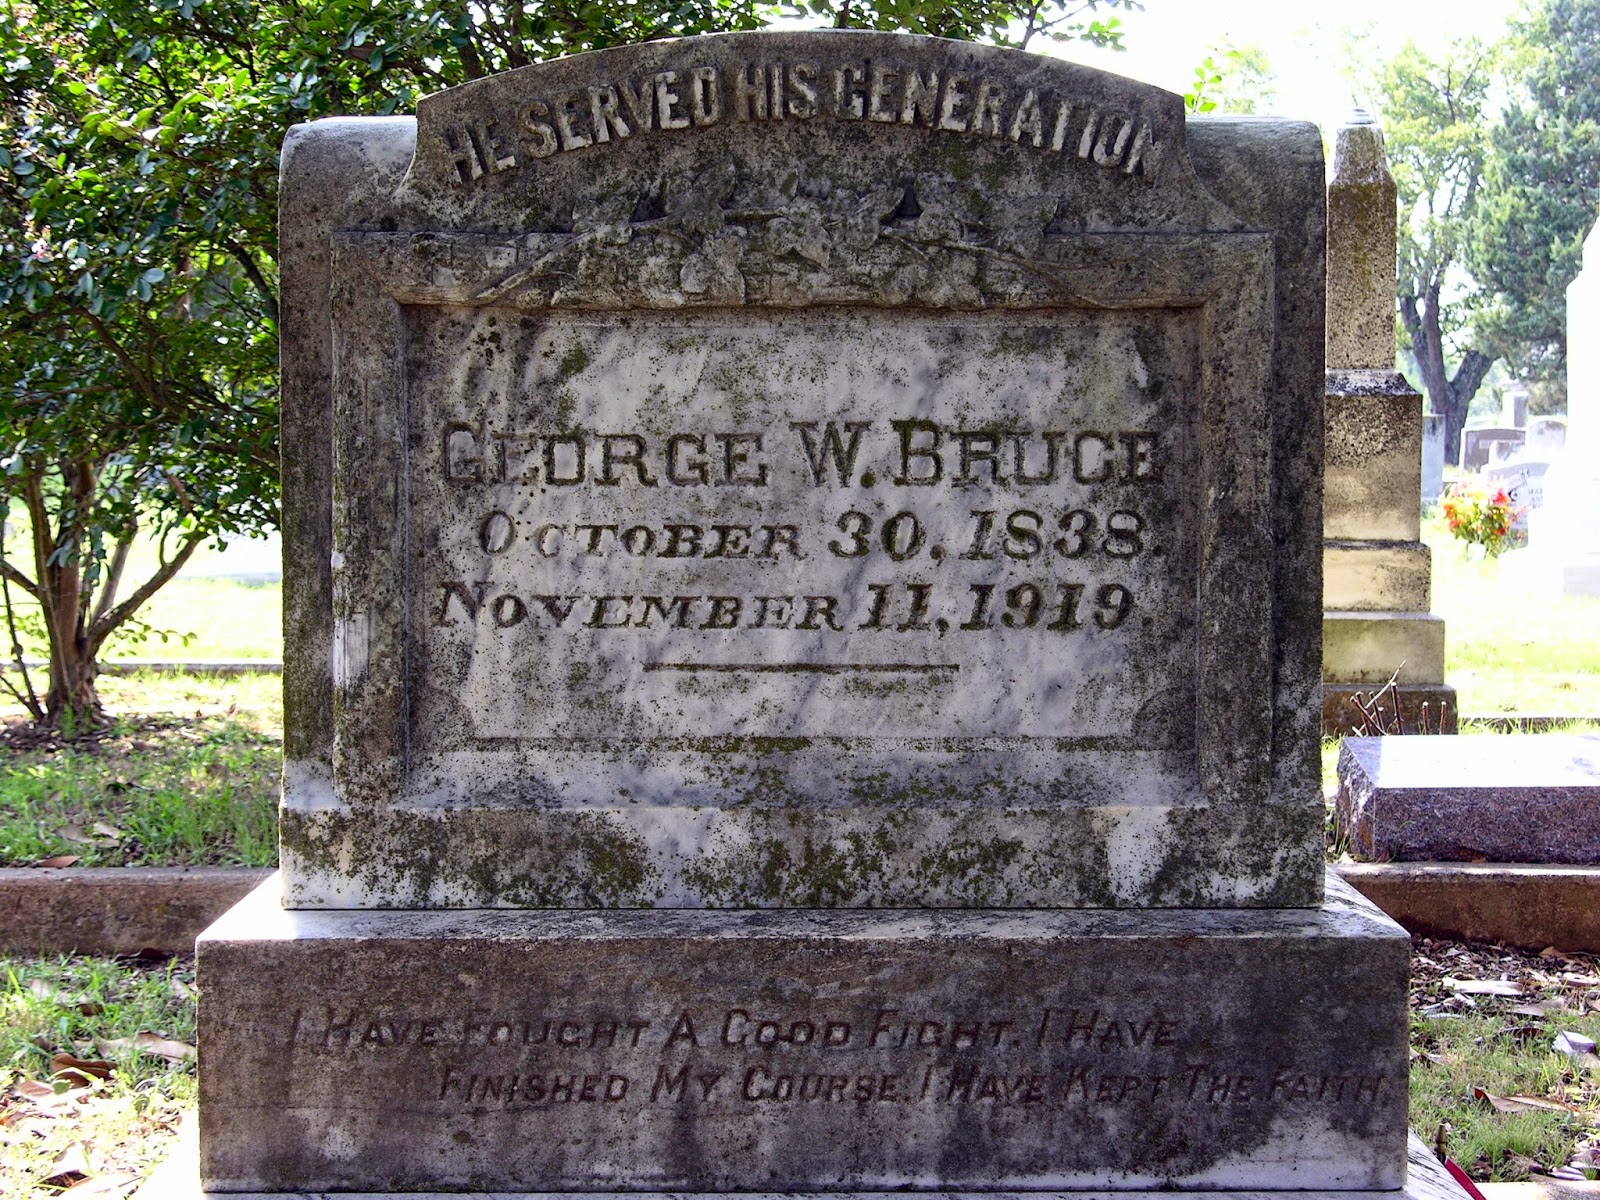 HE SERVED HIS GENERATION
GEORGE W. BRUCE
OCTOBER 30, 1838.
NOVEMBER 11, 1919.
I HAVE FOUGHT A GOOD FIGHT. I HAVE
FINISHED MY COURSE. I HAVE KEPT THE FAITH.